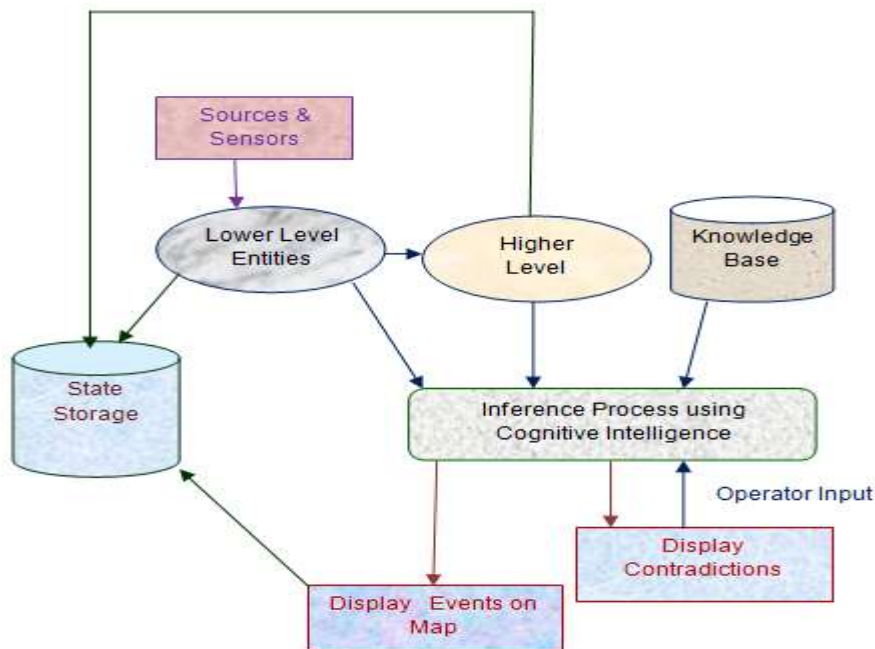 Sources &
Sensors
Lower Level
Entities
Higher
Level
Knowledge
Base
State
Storage
Inference Process using
Cognitive Intelligence
Operator Input
Display
Contradictions
Display Events on
Map